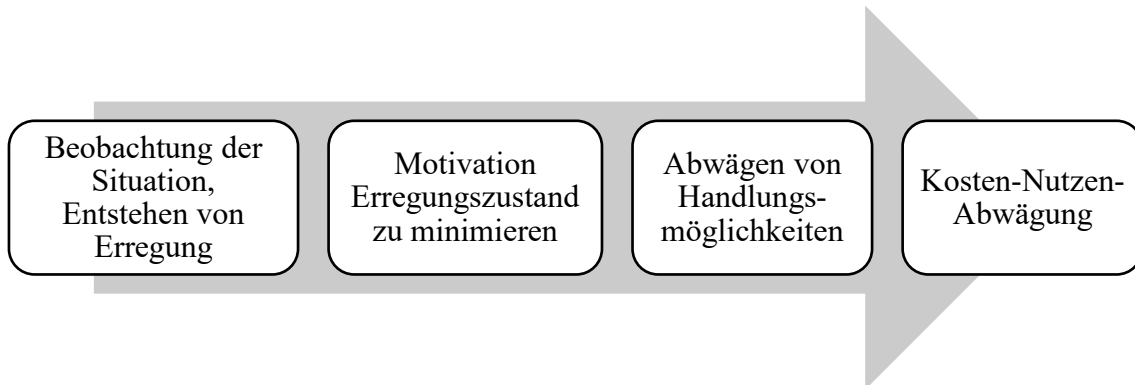 Beobachtung der
Situation,
Entstehen von
Erregung
Motivation
Erregungszustand
zu minimieren
Abwägen von
Handlungs-
möglichkeiten
Kosten-Nutzen-
Abwägung